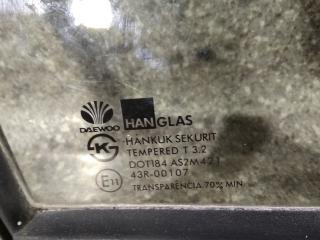 DAEWOO HANGLAS
HANKUK SEKURIT
TEMPERED T 3.2
DOT184 AS2M421
E11 43R-00107
TRANSPARENCIA 70% MIN